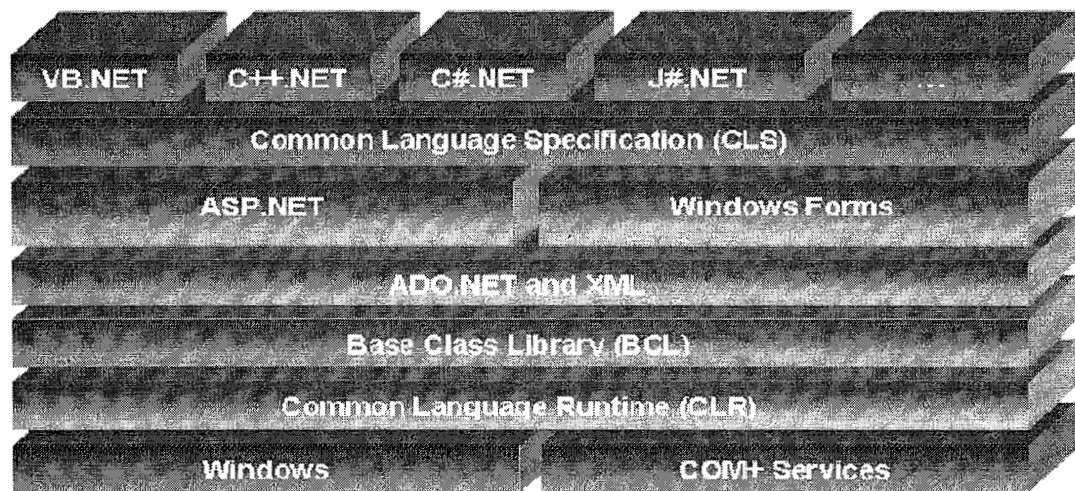 VB.NET C++.NET C#.NET J#.NET ...
Common Language Specification (CLS)
ASP.NET Windows Forms
ADO.NET and XML
Base Class Library (BCL)
Common Language Runtime (CLR)
Windows COM+ Services